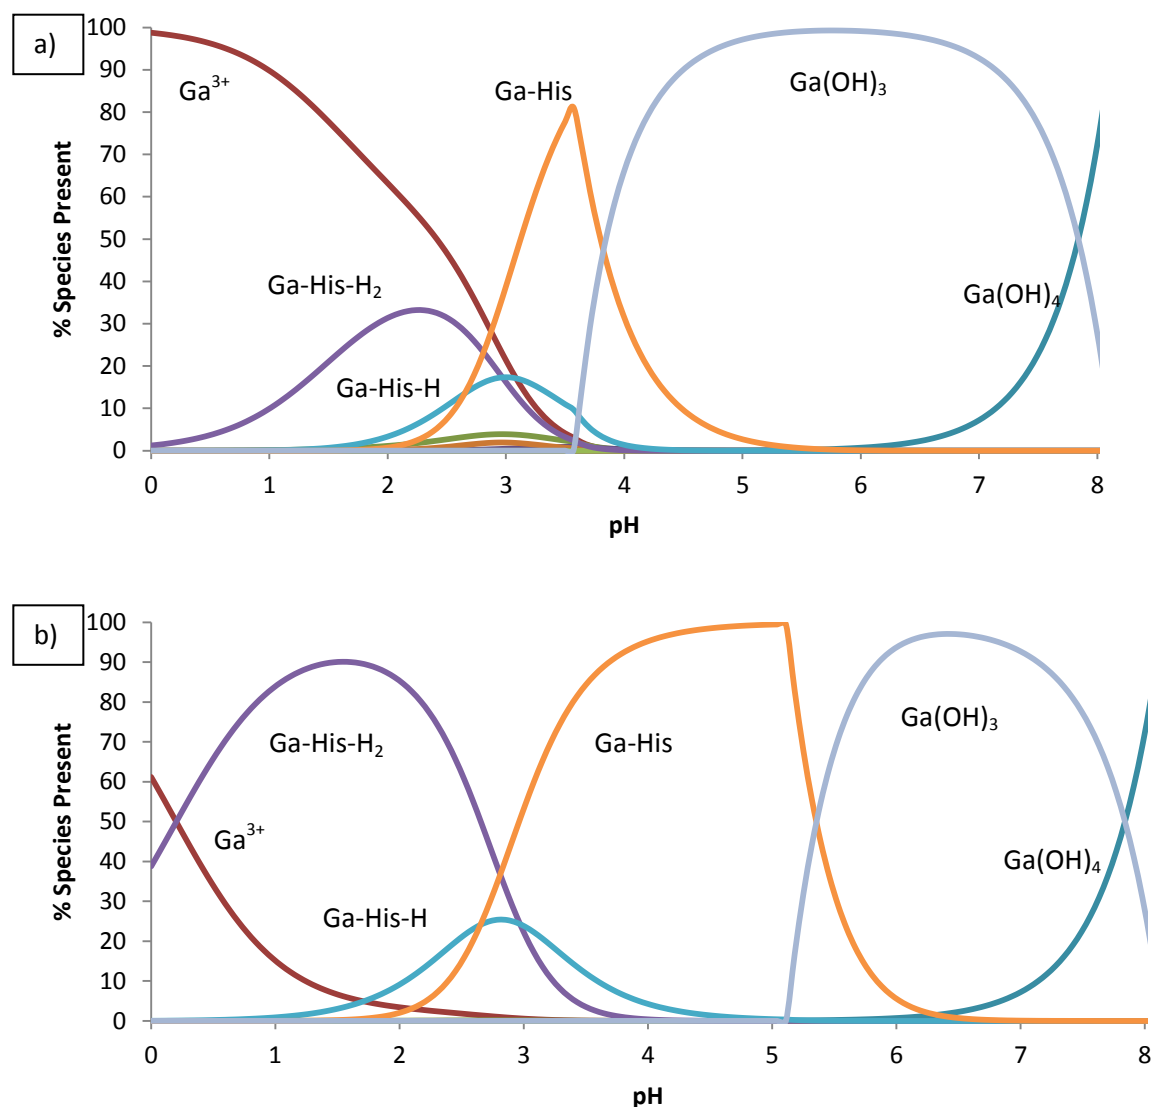 a)
100
90
80
70
60
50
40
30
20
10
0
% Species Present
Ga³⁺
Ga-His
Ga(OH)₃
Ga-His-H₂
Ga(OH)₄
Ga-His-H
0 1 2 3 4 5 6 7 8
pH
b)
100
90
80
70
60
50
40
30
20
10
0
% Species Present
Ga(OH)₃
Ga-His-H₂
Ga-His
Ga³⁺
Ga(OH)₄
Ga-His-H
0 1 2 3 4 5 6 7 8
pH